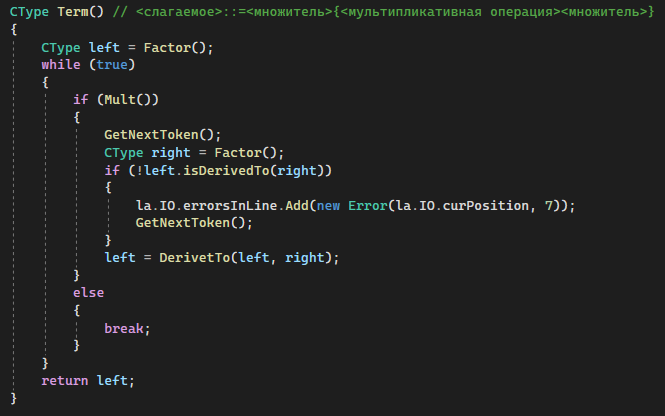 CType Term() // <слагаемое>::=<множитель>{<мультипликативная операция><множитель>}
{
CType left = Factor();
while (true)
{
if (Mult())
{
GetNextToken();
CType right = Factor();
if (!left.isDerivedTo(right))
{
la.IO.errorsInLine.Add(new Error(la.IO.curPosition, 7));
GetNextToken();
}
left = DerivetTo(left, right);
}
else
{
break;
}
}
return left;
}